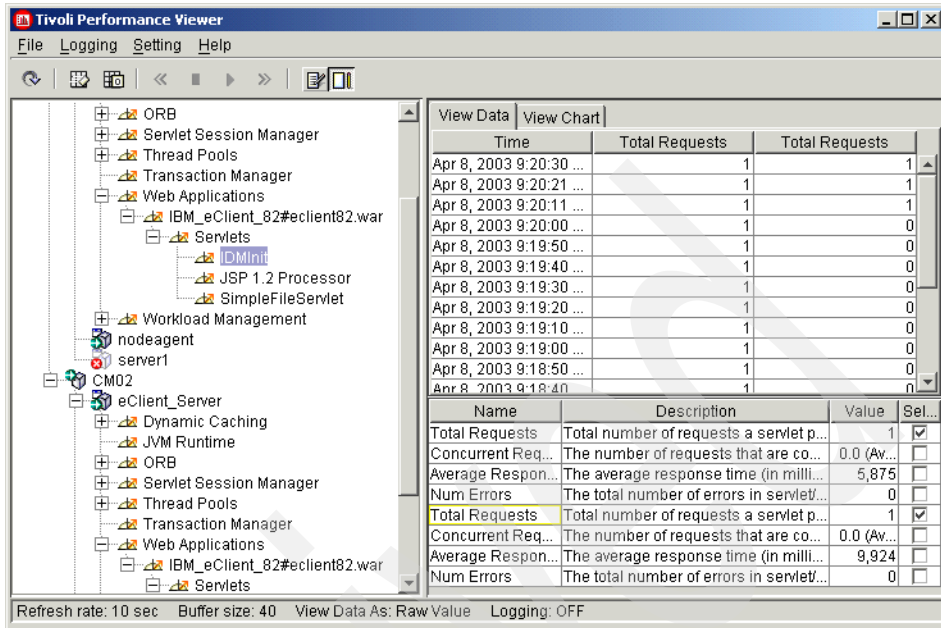 Tivoli Performance Viewer
File Logging Setting Help
ORB
Servlet Session Manager
Thread Pools
Transaction Manager
Web Applications
IBM_eClient_82#eclient82.war
Servlets
IDMInit
JSP 1.2 Processor
SimpleFileServlet
Workload Management
nodeagent
server1
CM02
eClient_Server
Dynamic Caching
JVM Runtime
ORB
Servlet Session Manager
Thread Pools
Transaction Manager
Web Applications
IBM_eClient_82#eclient82.war
Servlets
View Data View Chart
Time Total Requests Total Requests
Apr 8, 2003 9:20:30 ... 1 1
Apr 8, 2003 9:20:21 ... 1 1
Apr 8, 2003 9:20:11 ... 1 1
Apr 8, 2003 9:20:00 ... 1 0
Apr 8, 2003 9:19:50 ... 1 0
Apr 8, 2003 9:19:40 ... 1 0
Apr 8, 2003 9:19:30 ... 1 0
Apr 8, 2003 9:19:20 ... 1 0
Apr 8, 2003 9:19:10 ... 1 0
Apr 8, 2003 9:19:00 ... 1 0
Apr 8, 2003 9:18:50 ... 1 0
Apr 8, 2003 9:18:40 ... 1 0
Name Description Value Sel...
Total Requests Total number of requests a servlet p... 1
Concurrent Req... The number of requests that are co... 0.0 (Av...
Average Respon... The average response time (in milli... 5,875
Num Errors The total number of errors in servlet/... 0
Total Requests Total number of requests a servlet p... 1
Concurrent Req... The number of requests that are co... 0.0 (Av...
Average Respon... The average response time (in milli... 9,924
Num Errors The total number of errors in servlet/... 0
Refresh rate: 10 sec Buffer size: 40 View Data As: Raw Value Logging: OFF